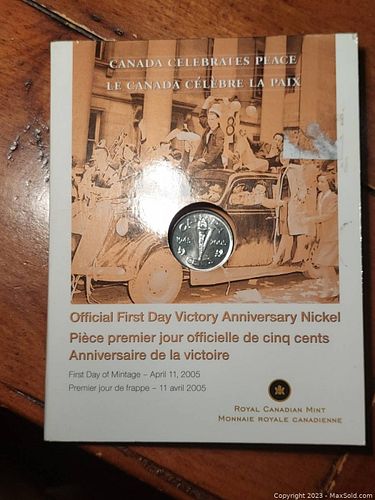 CANADA CELEBRATES PEACE
LE CANADA CÉLÈBRE LA PAIX
1945 2005
Official First Day Victory Anniversary Nickel
Pièce premier jour officielle de cinq cents
Anniversaire de la victoire
First Day of Mintage – April 11, 2005
Premier jour de frappe – 11 avril 2005
ROYAL CANADIAN MINT
MONNAIE ROYALE CANADIENNE
Copyright 2023 - MaxSold.com